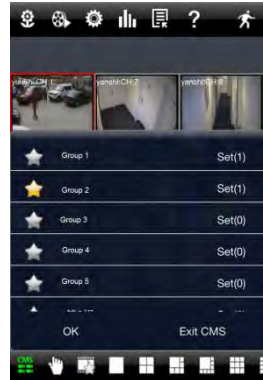 ?
yanshi:CH:1
yanshi:CH:7
yanshi:CH:8
Group 1 Set(1)
Group 2 Set(1)
Group 3 Set(0)
Group 4 Set(0)
Group 5 Set(0)
OK Exit CMS
CMS